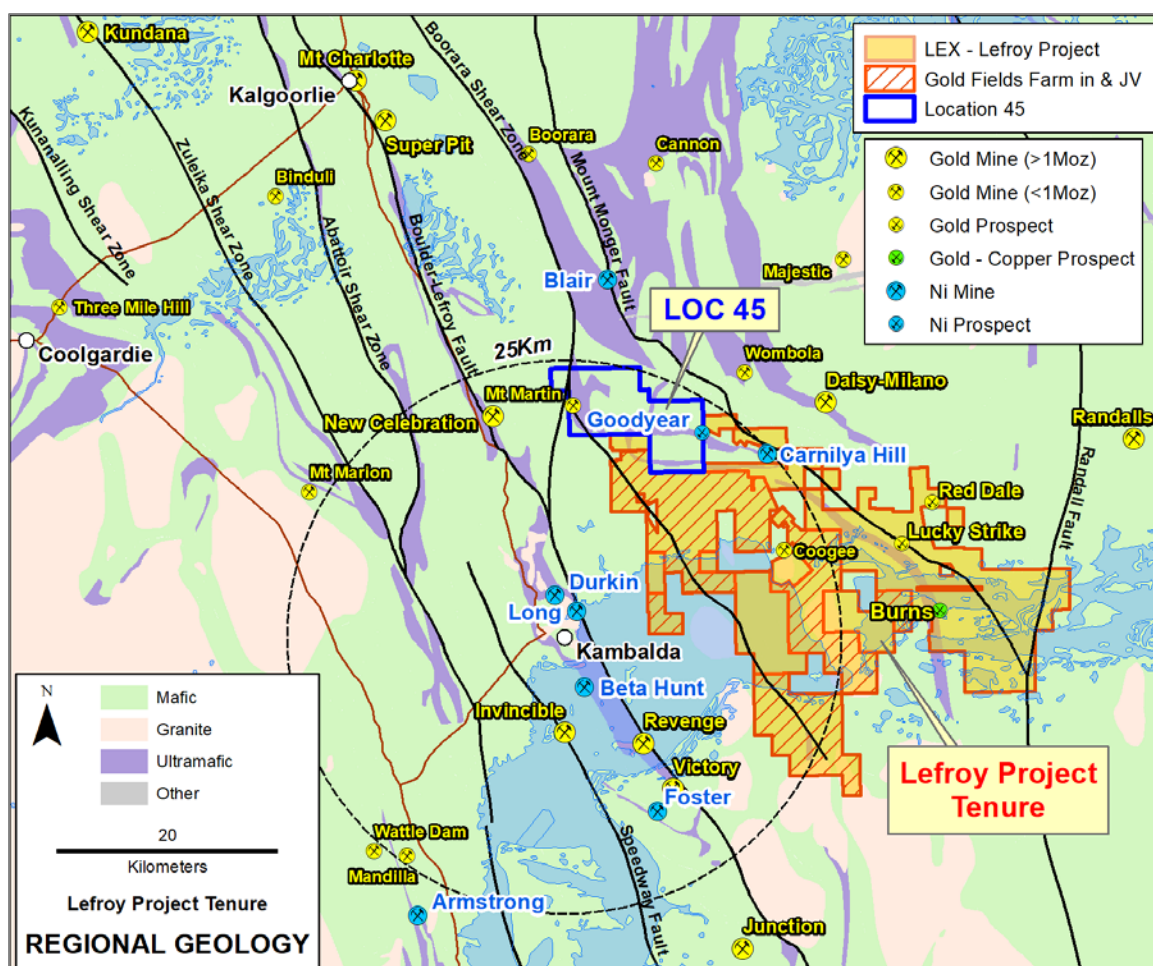 Kundana
Mt Charlotte
Kalgoorlie
Super Pit
Boorara Shear Zone
Boorara
Cannon
Mount Monger Fault
Kunanalling Shear Zone
Zuleika Shear Zone
Binduli
Abattoir Shear Zone
Boulder-Lefroy Fault
Blair
Majestic
LEX - Lefroy Project
Gold Fields Farm in & JV
Location 45
Gold Mine (>1Moz)
Gold Mine (<1Moz)
Gold Prospect
Gold - Copper Prospect
Ni Mine
Ni Prospect
Three Mile Hill
Coolgardie
LOC 45
25Km
Wombola
Mt Martin
Daisy-Milano
New Celebration
Goodyear
Randalls
Carnilya Hill
Mt Marion
Randall Fault
Red Dale
Lucky Strike
Coogee
Durkin
Long
Burns
Kambalda
Beta Hunt
Invincible
Revenge
Victory
Foster
Lefroy Project
Tenure
Speedway Fault
Wattle Dam
Mandilla
Armstrong
Junction
N
Mafic
Granite
Ultramafic
Other
20
Kilometers
Lefroy Project Tenure
REGIONAL GEOLOGY